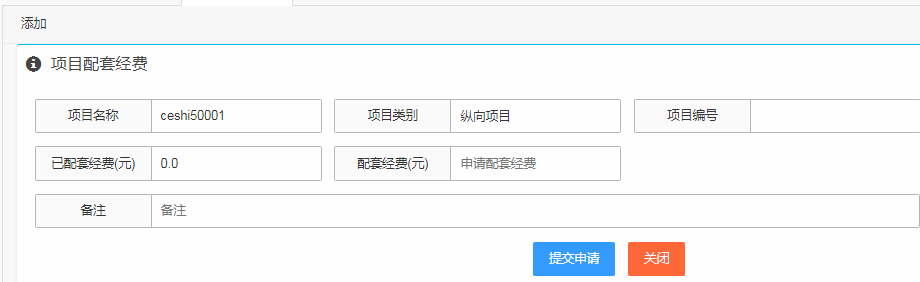 添加
项目配套经费
项目名称 ceshi50001 项目类别 纵向项目 项目编号
已配套经费(元) 0.0 配套经费(元) 申请配套经费
备注 备注
提交申请 关闭